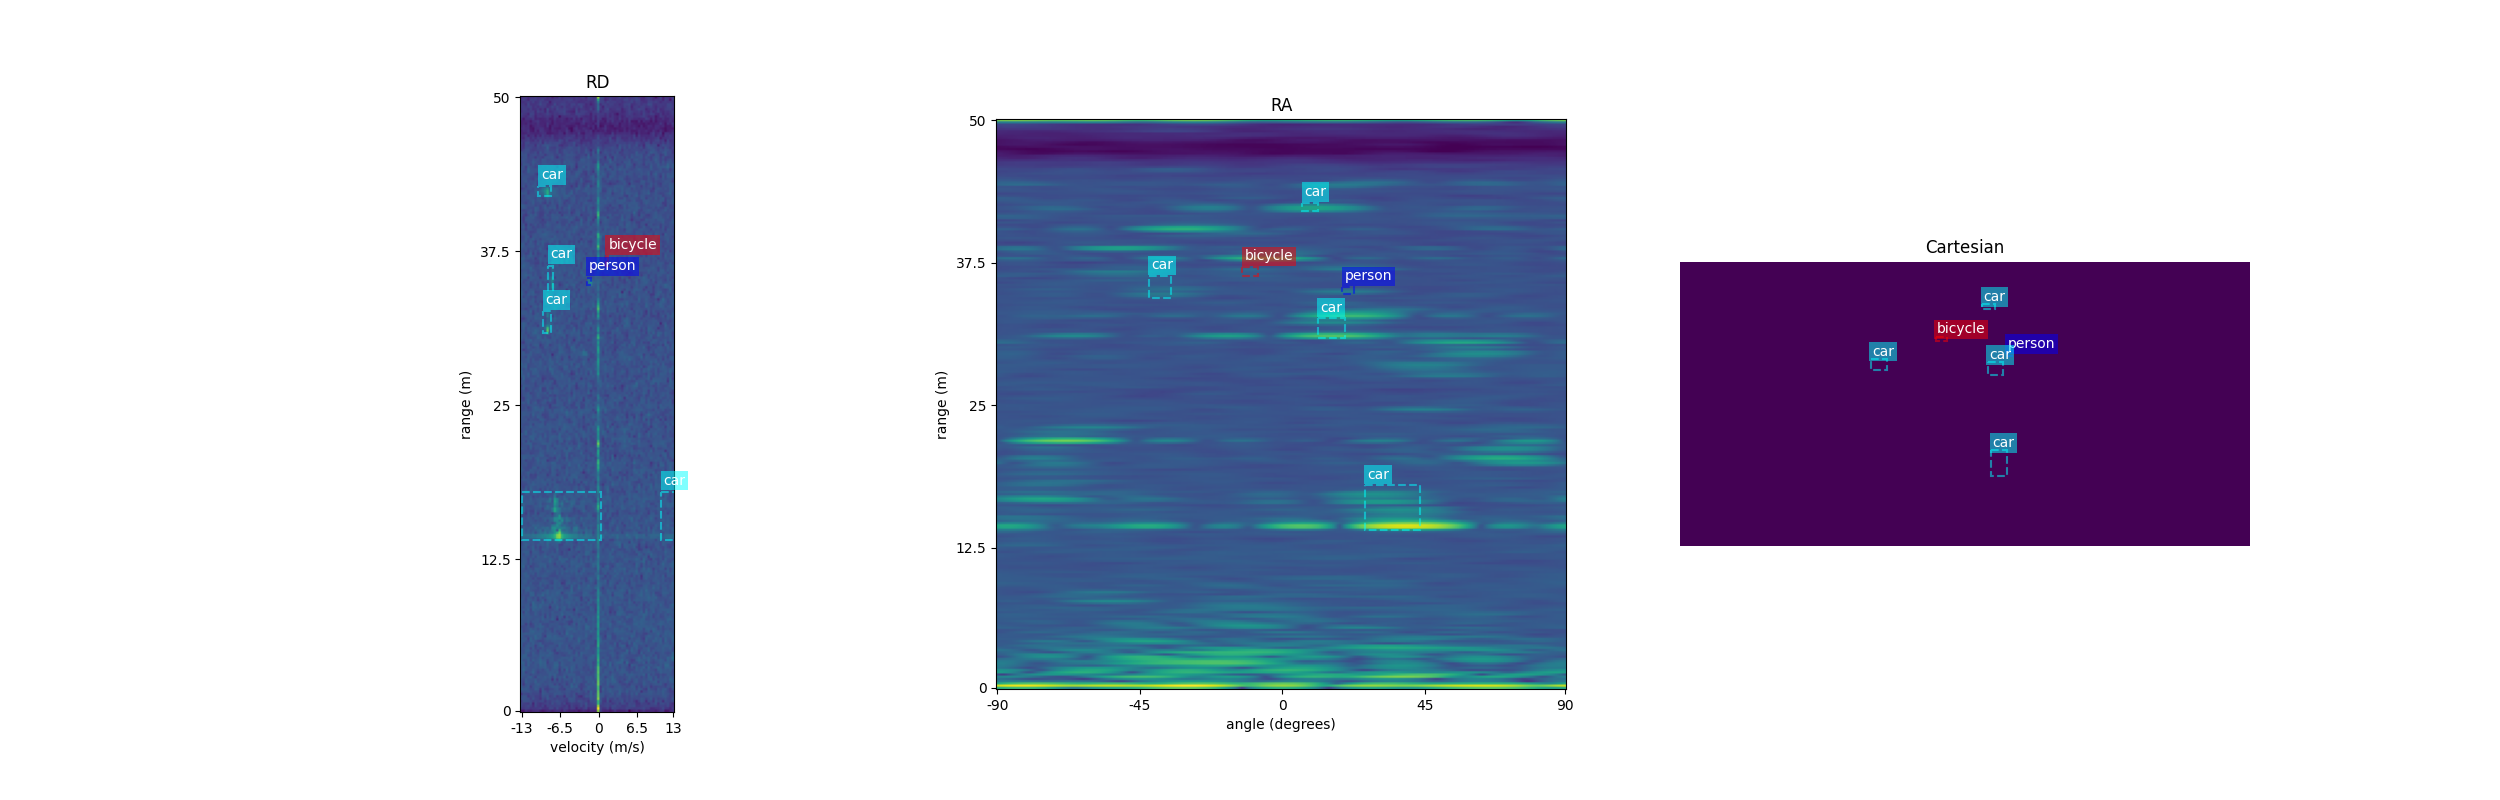 RD
50
37.5
25
12.5
0
range (m)
-13
-6.5
0
6.5
13
velocity (m/s)
car
car
car
bicycle
person
car
RA
50
37.5
25
12.5
0
range (m)
-90
-45
0
45
90
angle (degrees)
car
bicycle
car
person
car
car
Cartesian
car
bicycle
person
car
car
car